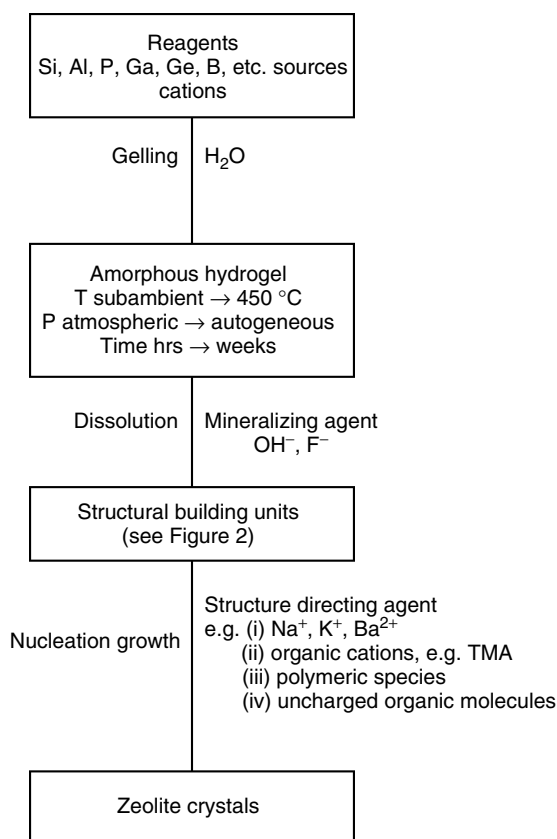 Reagents
Si, Al, P, Ga, Ge, B, etc. sources
cations
Gelling
H₂O
Amorphous hydrogel
T subambient → 450 °C
P atmospheric → autogeneous
Time hrs → weeks
Dissolution
Mineralizing agent
OH⁻, F⁻
Structural building units
(see Figure 2)
Nucleation growth
Structure directing agent
e.g. (i) Na⁺, K⁺, Ba²⁺
(ii) organic cations, e.g. TMA
(iii) polymeric species
(iv) uncharged organic molecules
Zeolite crystals